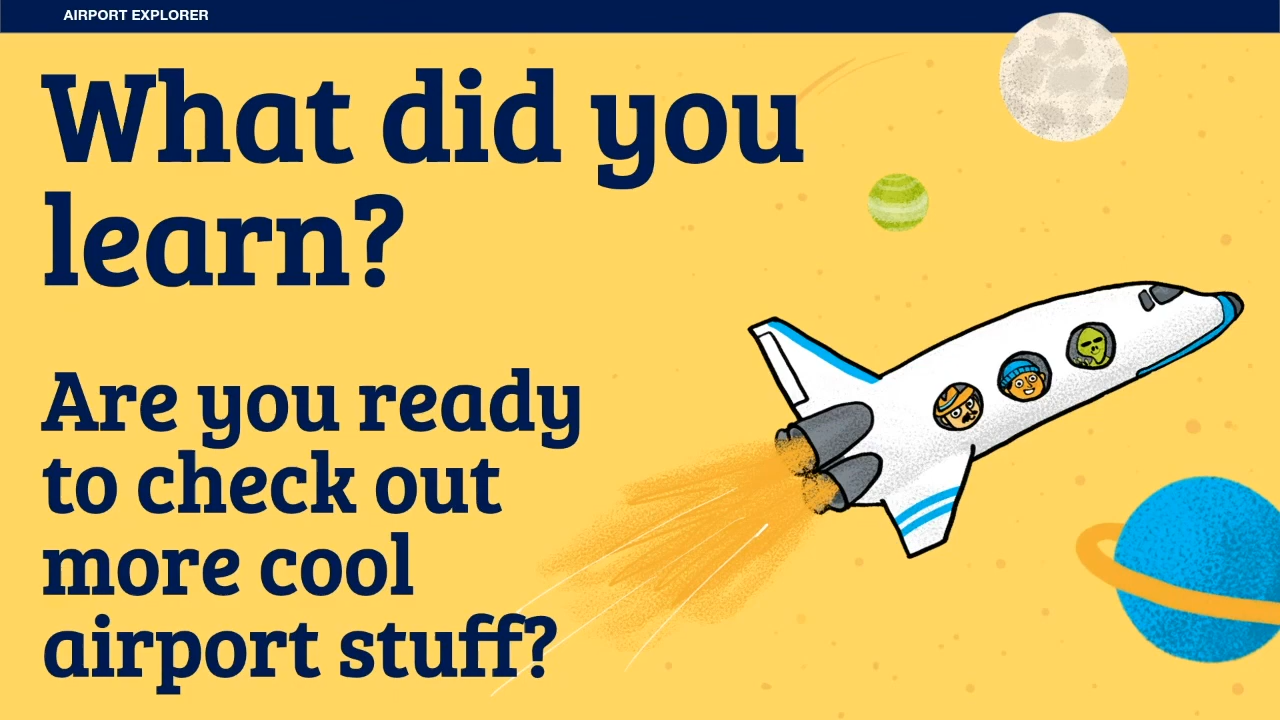 AIRPORT EXPLORER
What did you
learn?
Are you ready
to check out
more cool
airport stuff?